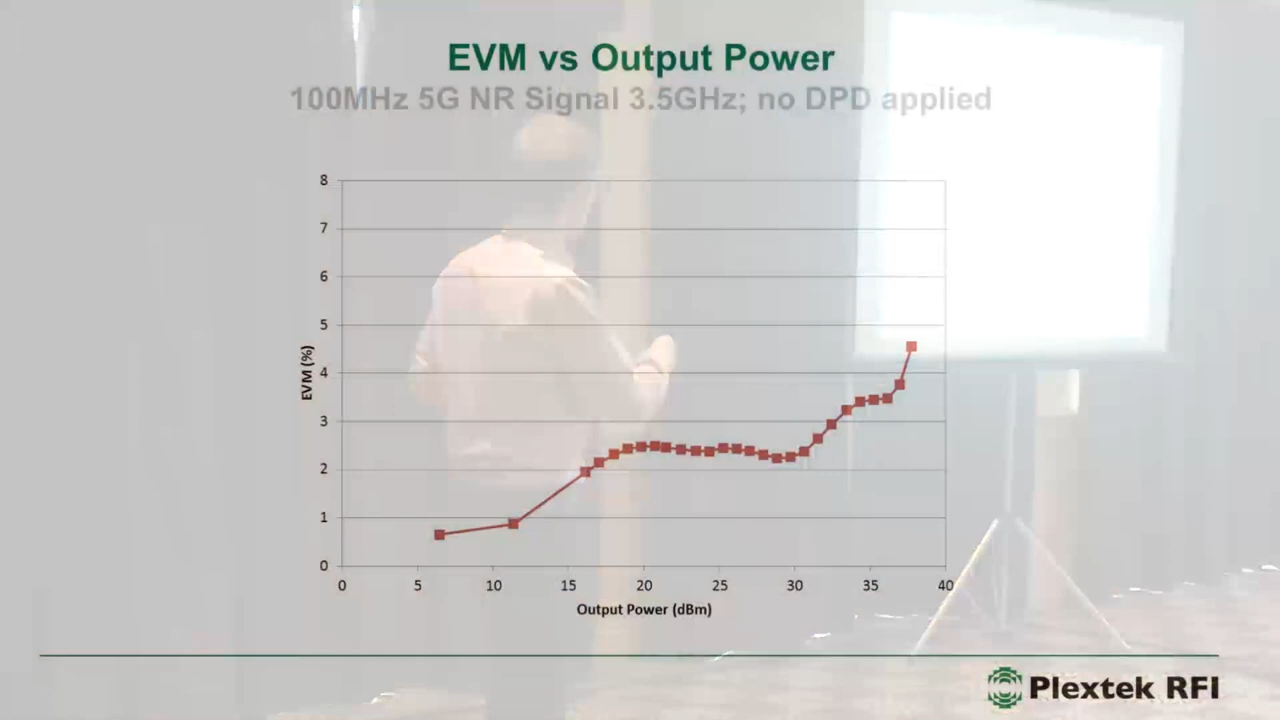 EVM vs Output Power
100MHz 5G NR Signal 3.5GHz; no DPD applied
8
7
6
5
4
3
2
1
0
EVM (%)
0 5 10 15 20 25 30 35 40
Output Power (dBm)
Plextek RFI